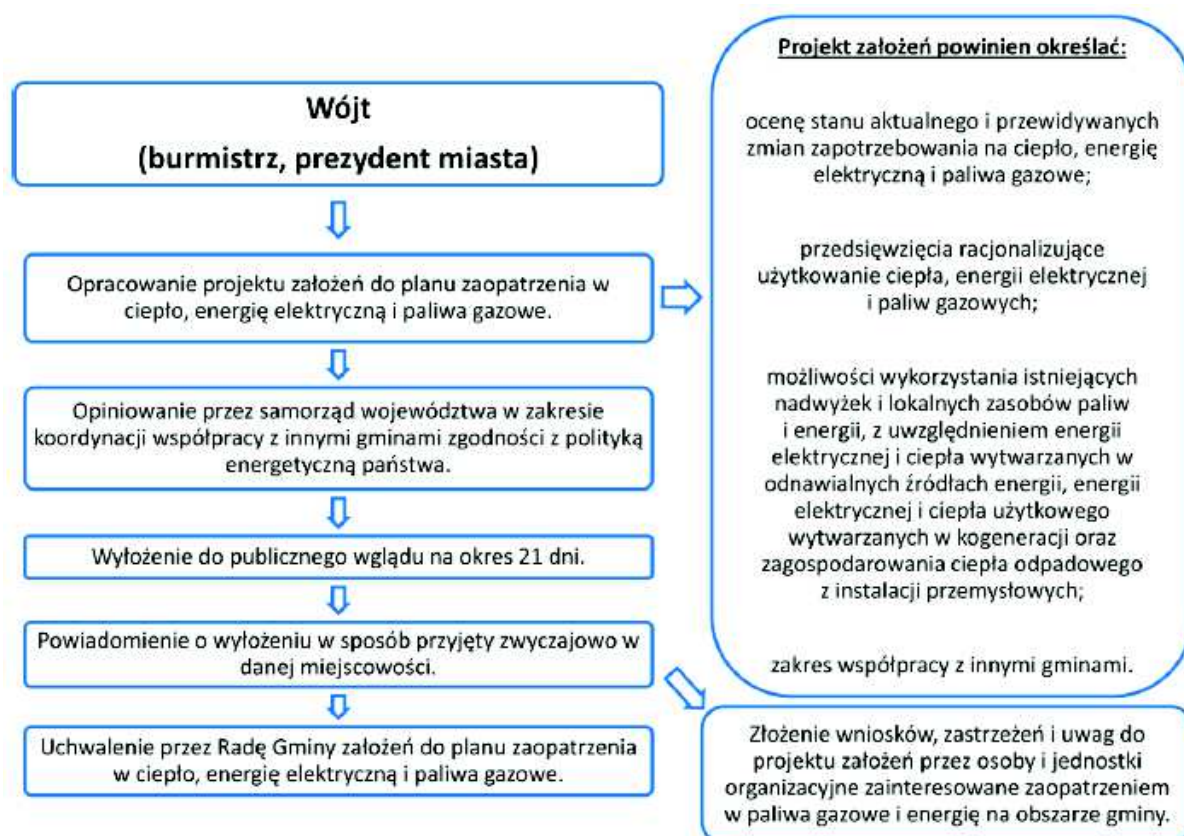 Wójt
(burmistrz, prezydent miasta)
Opracowanie projektu założeń do planu zaopatrzenia w
ciepło, energię elektryczną i paliwa gazowe.
Opiniowanie przez samorząd województwa w zakresie
koordynacji współpracy z innymi gminami zgodności z polityką
energetyczną państwa.
Wyłożenie do publicznego wglądu na okres 21 dni.
Powiadomienie o wyłożeniu w sposób przyjęty zwyczajowo w
danej miejscowości.
Uchwalenie przez Radę Gminy założeń do planu zaopatrzenia
w ciepło, energię elektryczną i paliwa gazowe.
Projekt założeń powinien określać:
ocenę stanu aktualnego i przewidywanych
zmian zapotrzebowania na ciepło, energię
elektryczną i paliwa gazowe;
przedsięwzięcia racjonalizujące
użytkowanie ciepła, energii elektrycznej
i paliw gazowych;
możliwości wykorzystania istniejących
nadwyżek i lokalnych zasobów paliw
i energii, z uwzględnieniem energii
elektrycznej i ciepła wytwarzanych w
odnawialnych źródłach energii, energii
elektrycznej i ciepła użytkowego
wytwarzanych w kogeneracji oraz
zagospodarowania ciepła odpadowego
z instalacji przemysłowych;
zakres współpracy z innymi gminami.
Złożenie wniosków, zastrzeżeń i uwag do
projektu założeń przez osoby i jednostki
organizacyjne zainteresowane zaopatrzeniem
w paliwa gazowe i energię na obszarze gminy.